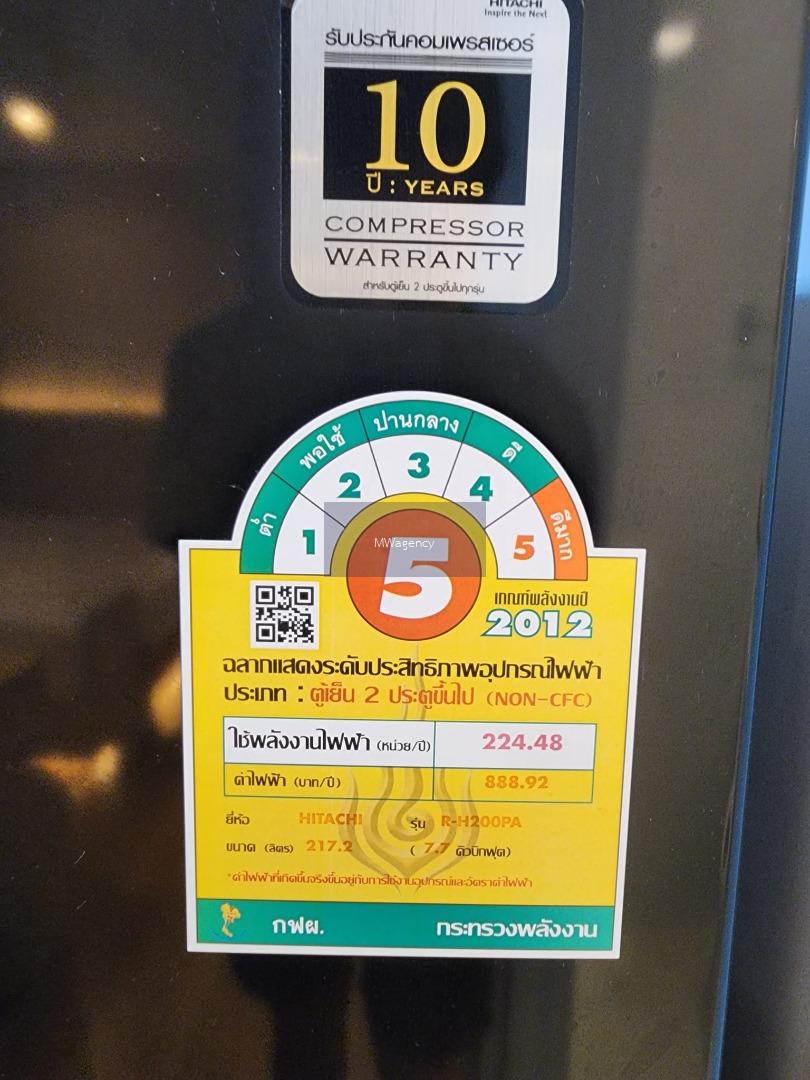 HITACHI
Inspire the Next
รับประกันคอมเพรสเซอร์
10
ปี : YEARS
COMPRESSOR
WARRANTY
สำหรับตู้เย็น 2 ประตูขึ้นไปทุกรุ่น
ต่ำ พอใช้ ปานกลาง ดี ดีมาก
1 2 3 4 5
5
MWagency
เกณฑ์พลังงานปี
2012
ฉลากแสดงระดับประสิทธิภาพอุปกรณ์ไฟฟ้า
ประเภท : ตู้เย็น 2 ประตูขึ้นไป (NON-CFC)
ใช้พลังงานไฟฟ้า (หน่วย/ปี) 224.48
ค่าไฟฟ้า (บาท/ปี) 888.92
ยี่ห้อ HITACHI รุ่น R-H200PA
ขนาด (ลิตร) 217.2 ( 7.7 คิวบิกฟุต)
*ค่าไฟฟ้าที่เกิดขึ้นจริงขึ้นอยู่กับการใช้งานอุปกรณ์และอัตราค่าไฟฟ้า
กฟผ. กระทรวงพลังงาน